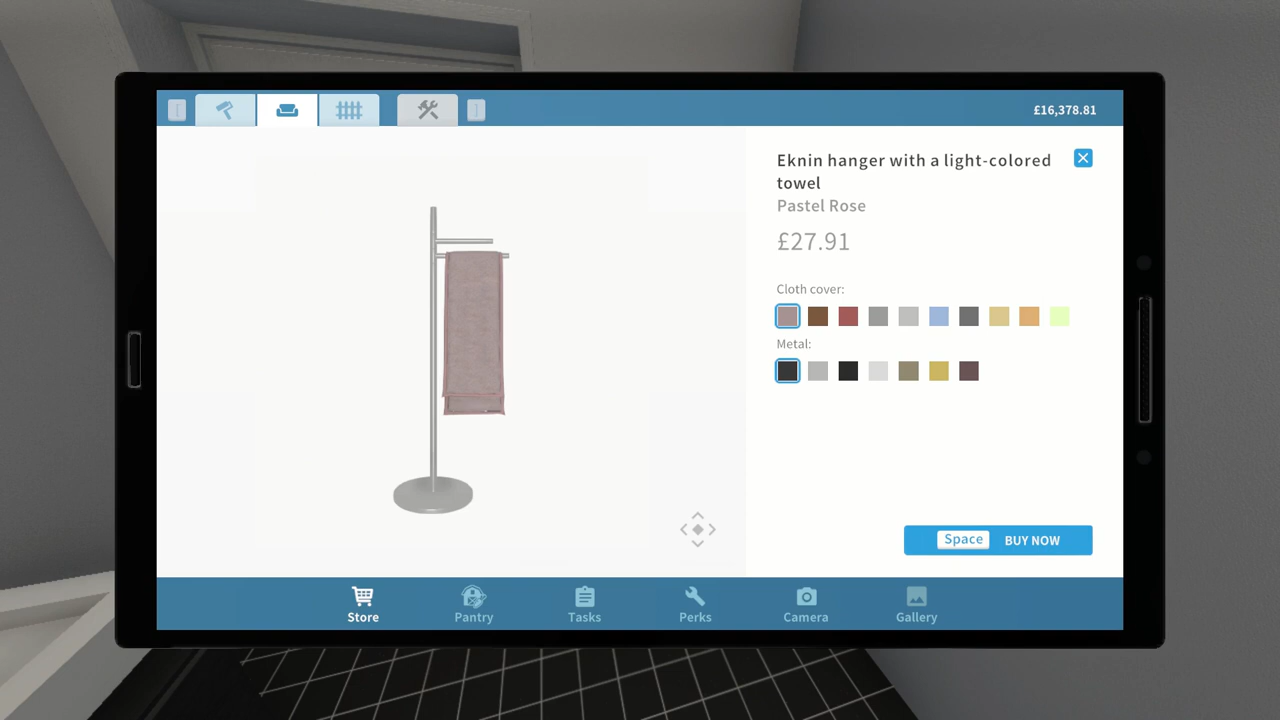 £16,378.81
Eknin hanger with a light-colored
towel
Pastel Rose
£27.91
Cloth cover:
Metal:
Space BUY NOW
Store Pantry Tasks Perks Camera Gallery